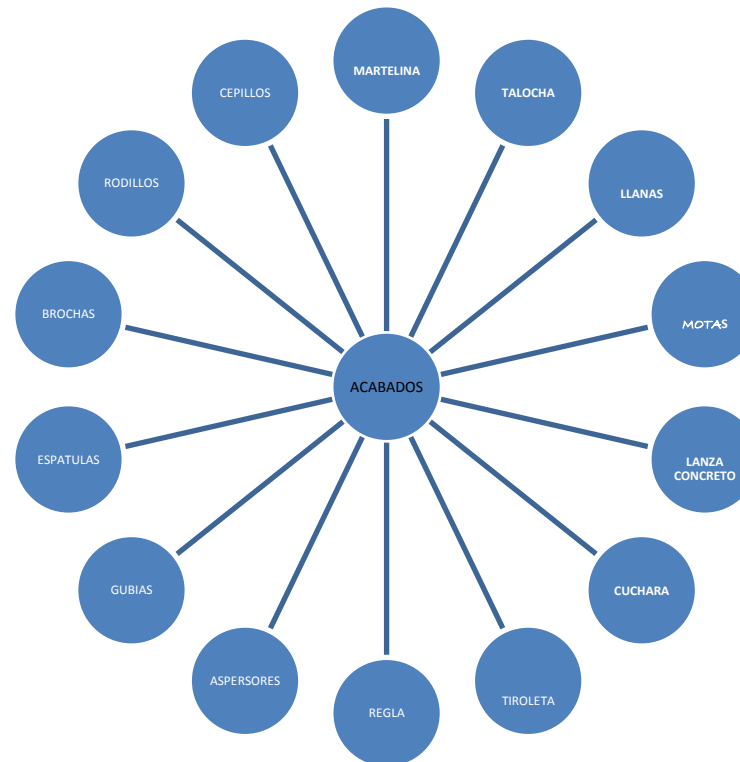 MARTELINA
TALOCHA
LLANAS
MOTAS
LANZA
CONCRETO
CUCHARA
TIROLETA
REGLA
ASPERSORES
GUBIAS
ESPATULAS
BROCHAS
RODILLOS
CEPILLOS
ACABADOS